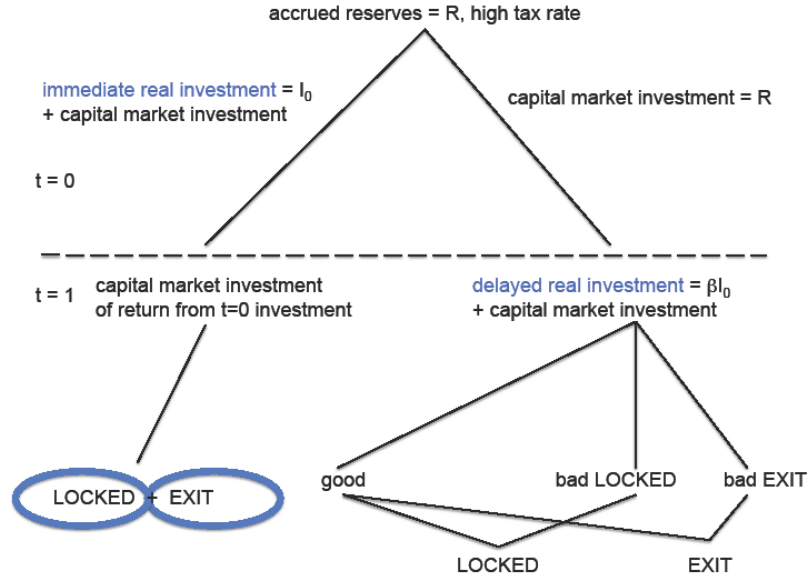 accrued reserves = R, high tax rate
immediate real investment = I₀
+ capital market investment
capital market investment = R
t = 0
t = 1
capital market investment
of return from t=0 investment
delayed real investment = βI₀
+ capital market investment
good
bad LOCKED
bad EXIT
LOCKED + EXIT
LOCKED
EXIT